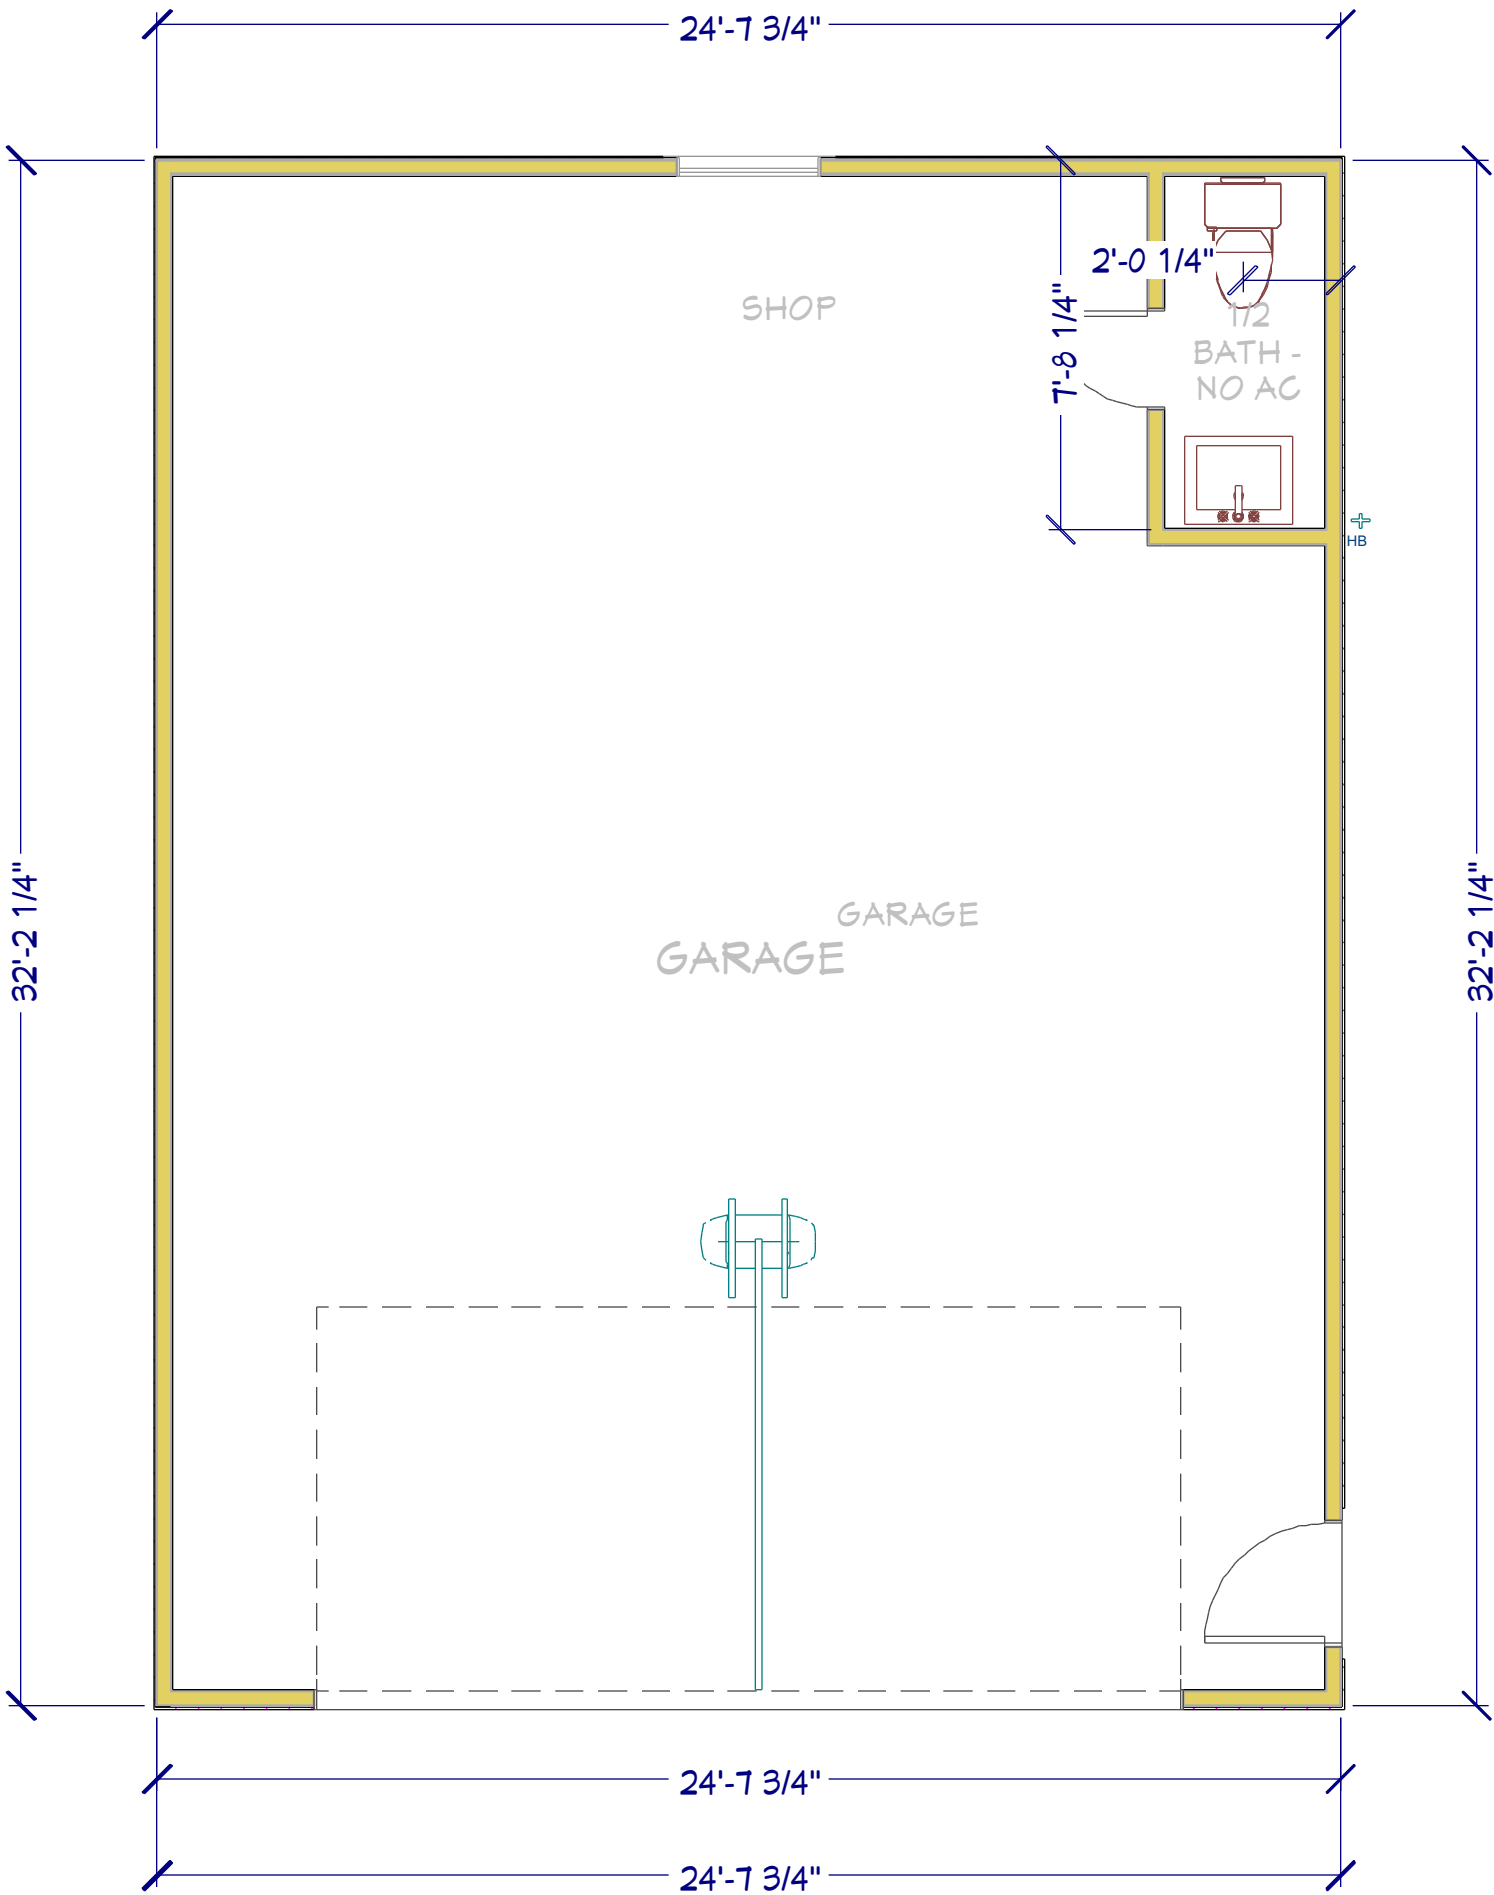 24'-7 3/4"
SHOP
2'-0 1/4"
7'-8 1/4"
1/2
BATH -
NO AC
HB
32'-2 1/4"
32'-2 1/4"
GARAGE
GARAGE
24'-7 3/4"
24'-7 3/4"